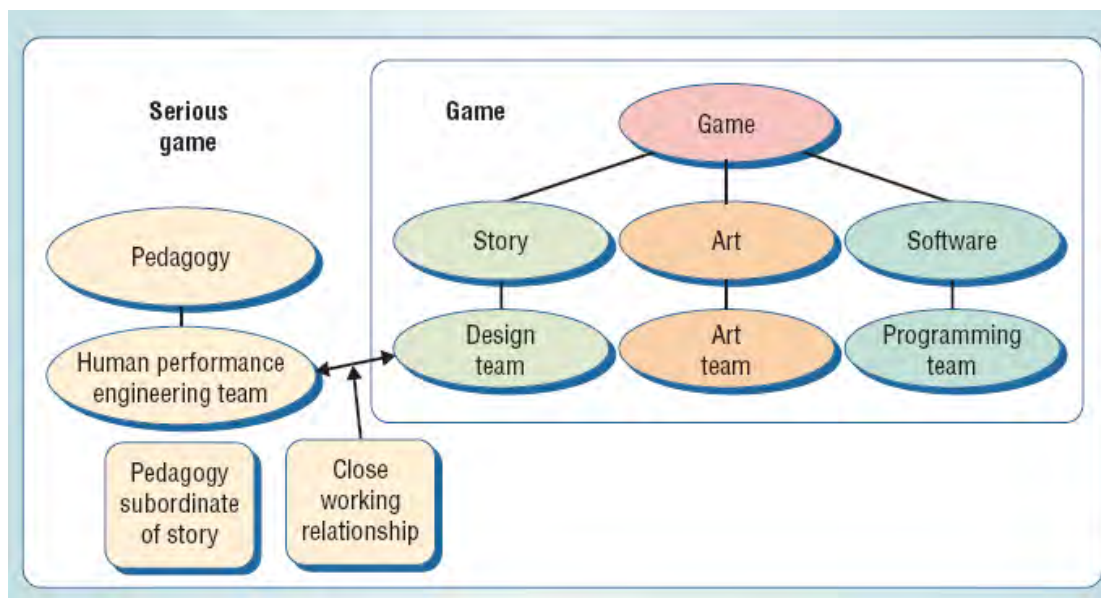 Serious
game
Game
Game
Story
Art
Software
Pedagogy
Design
team
Art
team
Programming
team
Human performance
engineering team
Pedagogy
subordinate
of story
Close
working
relationship